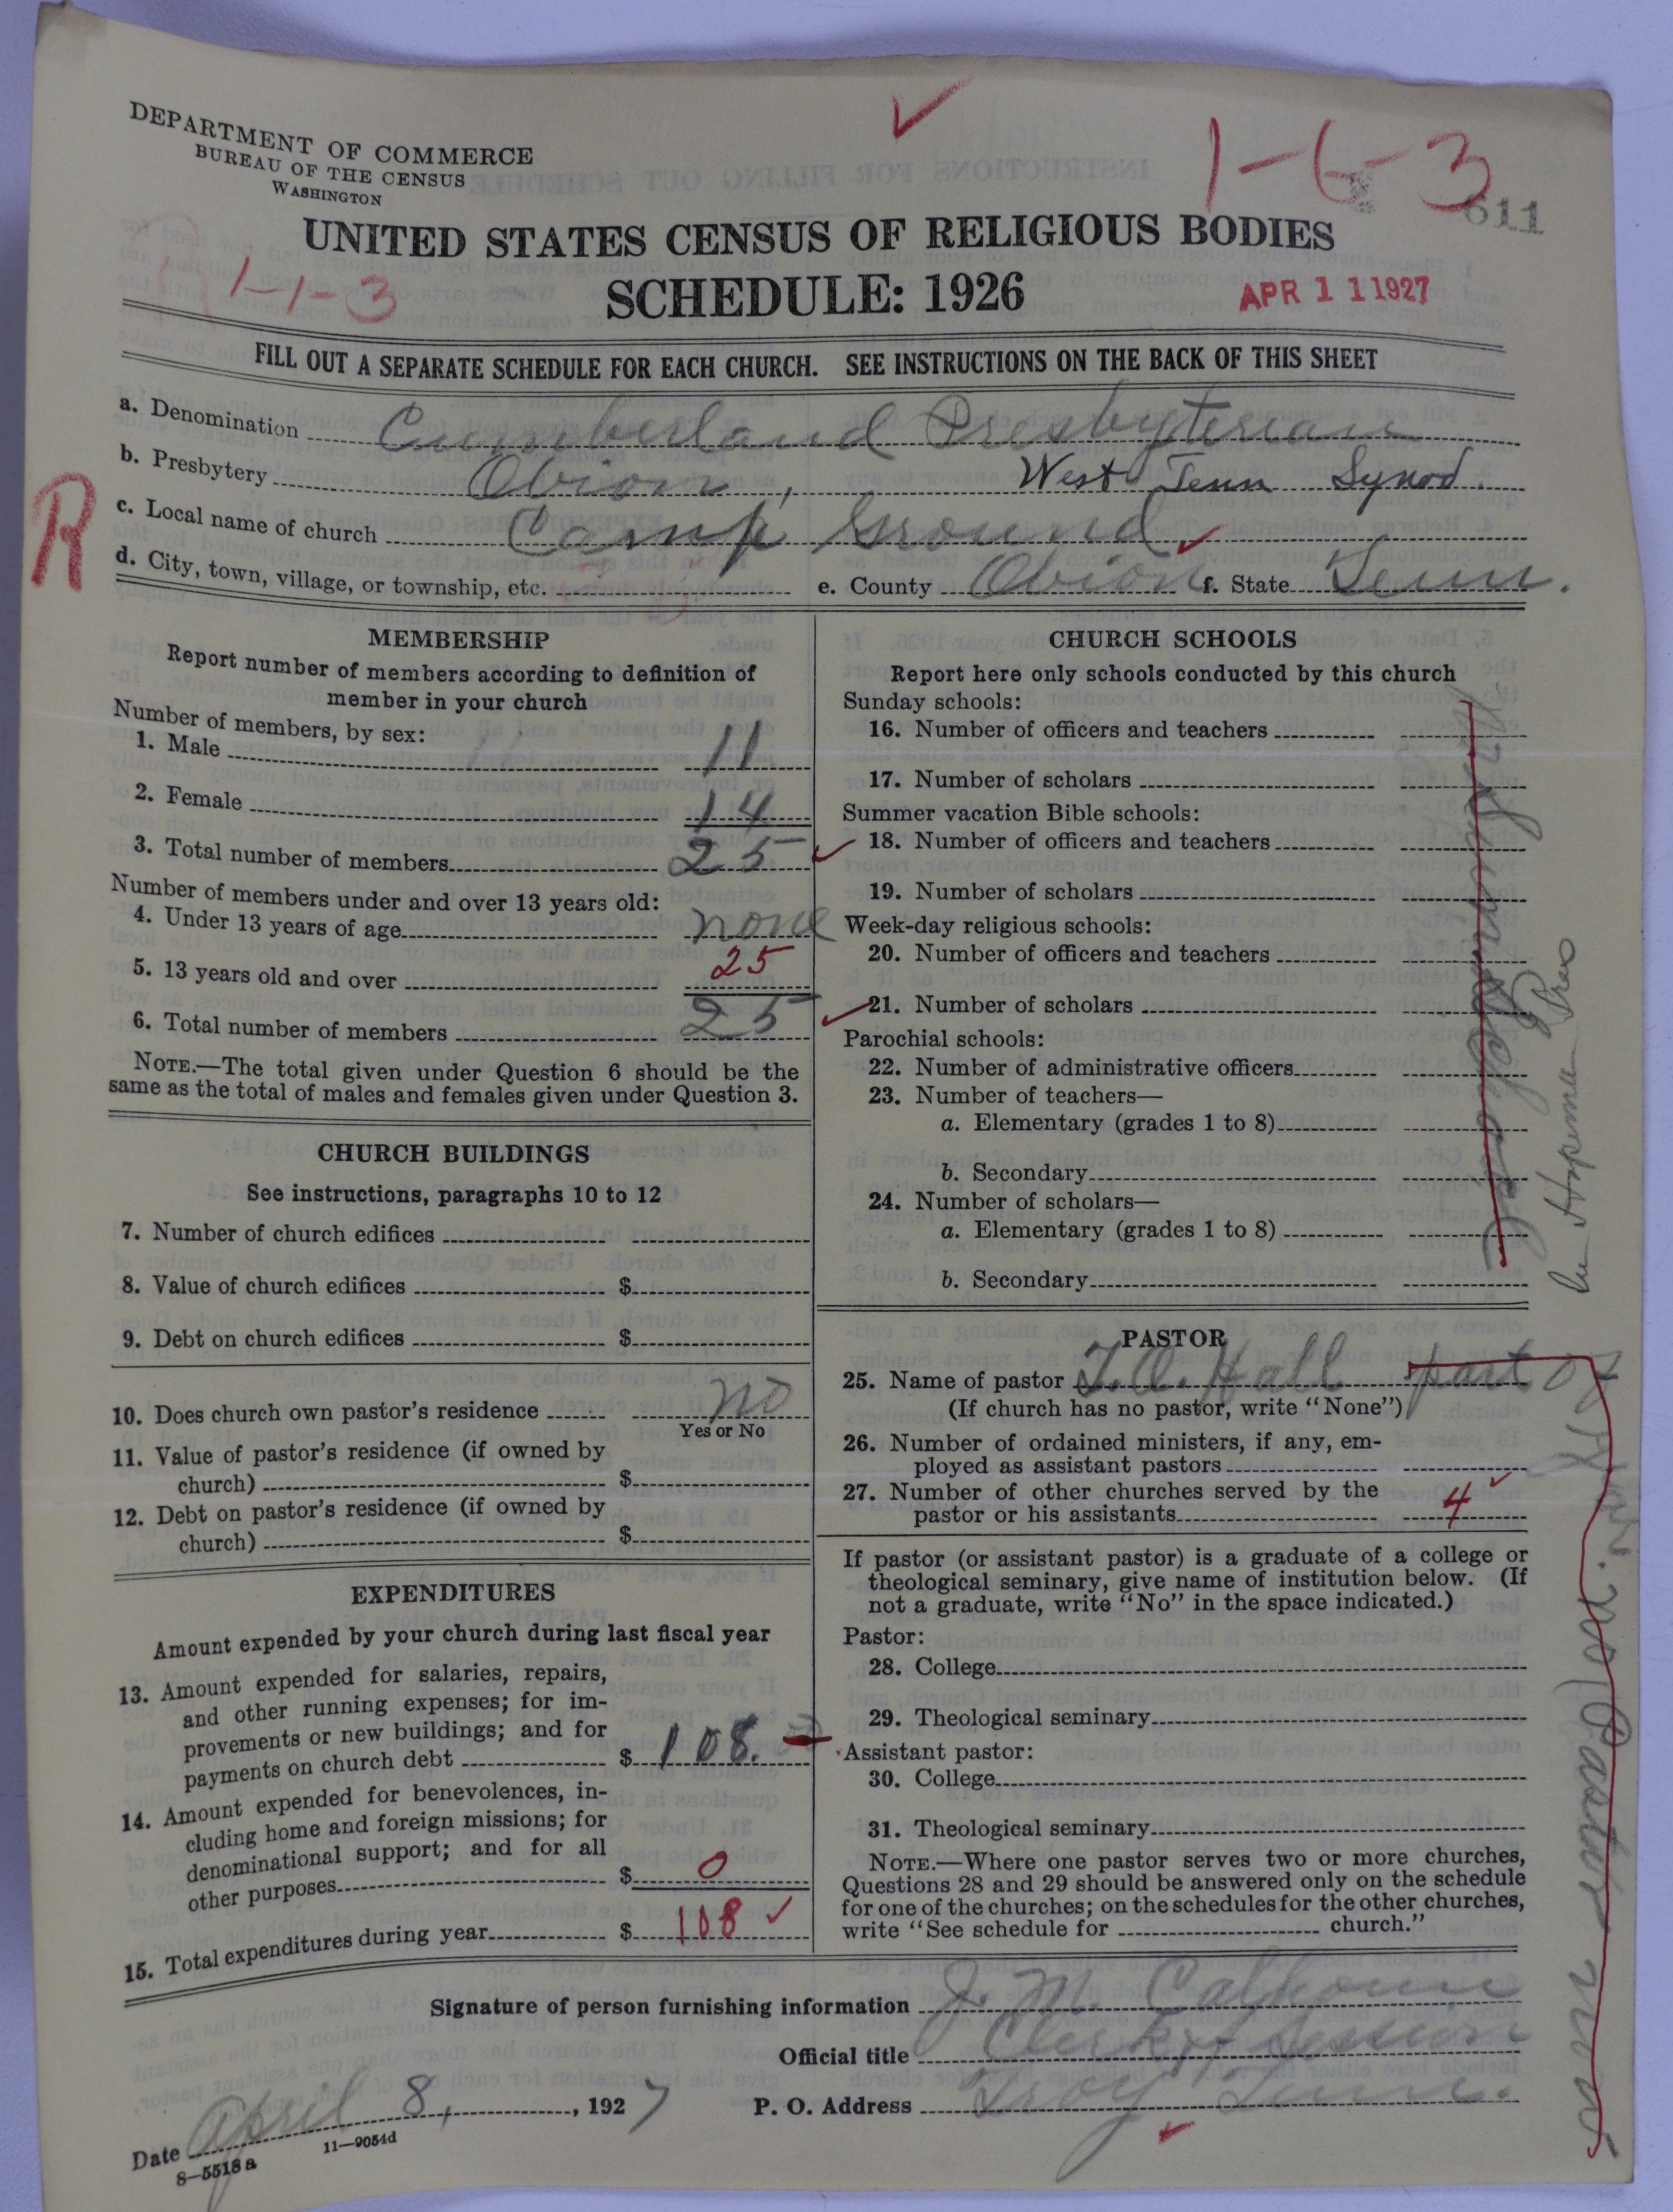 DEPARTMENT OF COMMERCE
BUREAU OF THE CENSUS
WASHINGTON
1-6-3
611
UNITED STATES CENSUS OF RELIGIOUS BODIES
1-1-3
SCHEDULE: 1926
APR 11 1927
FILL OUT A SEPARATE SCHEDULE FOR EACH CHURCH. SEE INSTRUCTIONS ON THE BACK OF THIS SHEET
a. Denomination Cumberland Presbyterian
b. Presbytery Obion, West Tenn Synod.
R
c. Local name of church Camp Ground
d. City, town, village, or township, etc. e. County Obion f. State Tenn.
MEMBERSHIP
Report number of members according to definition of
member in your church
Number of members, by sex:
1. Male 11
2. Female 14
3. Total number of members 25
Number of members under and over 13 years old:
4. Under 13 years of age none
5. 13 years old and over 25
6. Total number of members 25
NOTE.—The total given under Question 6 should be the
same as the total of males and females given under Question 3.
CHURCH BUILDINGS
See instructions, paragraphs 10 to 12
7. Number of church edifices
8. Value of church edifices $
9. Debt on church edifices $
10. Does church own pastor's residence no
Yes or No
11. Value of pastor's residence (if owned by
church) $
12. Debt on pastor's residence (if owned by
church) $
EXPENDITURES
Amount expended by your church during last fiscal year
13. Amount expended for salaries, repairs,
and other running expenses; for im-
provements or new buildings; and for
payments on church debt $ 108.
14. Amount expended for benevolences, in-
cluding home and foreign missions; for
denominational support; and for all
other purposes $ 0
15. Total expenditures during year $ 108
CHURCH SCHOOLS
Report here only schools conducted by this church
Sunday schools:
16. Number of officers and teachers
17. Number of scholars
Summer vacation Bible schools:
18. Number of officers and teachers
19. Number of scholars
Week-day religious schools:
20. Number of officers and teachers
21. Number of scholars
Parochial schools:
22. Number of administrative officers
23. Number of teachers—
a. Elementary (grades 1 to 8)
b. Secondary
24. Number of scholars—
a. Elementary (grades 1 to 8)
b. Secondary
PASTOR
25. Name of pastor T.A. Hall part of
(If church has no pastor, write "None")
26. Number of ordained ministers, if any, em-
ployed as assistant pastors
27. Number of other churches served by the
pastor or his assistants 4
If pastor (or assistant pastor) is a graduate of a college or
theological seminary, give name of institution below. (If
not a graduate, write "No" in the space indicated.)
Pastor:
28. College
29. Theological seminary
Assistant pastor:
30. College
31. Theological seminary
NOTE.—Where one pastor serves two or more churches,
Questions 28 and 29 should be answered only on the schedule
for one of the churches; on the schedules for the other churches,
write "See schedule for church."
no Pastor now
Signature of person furnishing information J. M. Calhoun
Official title Clerk of Session
Date April 8, 1927 P. O. Address Troy Tenn.
11—9054d
8—5518 a